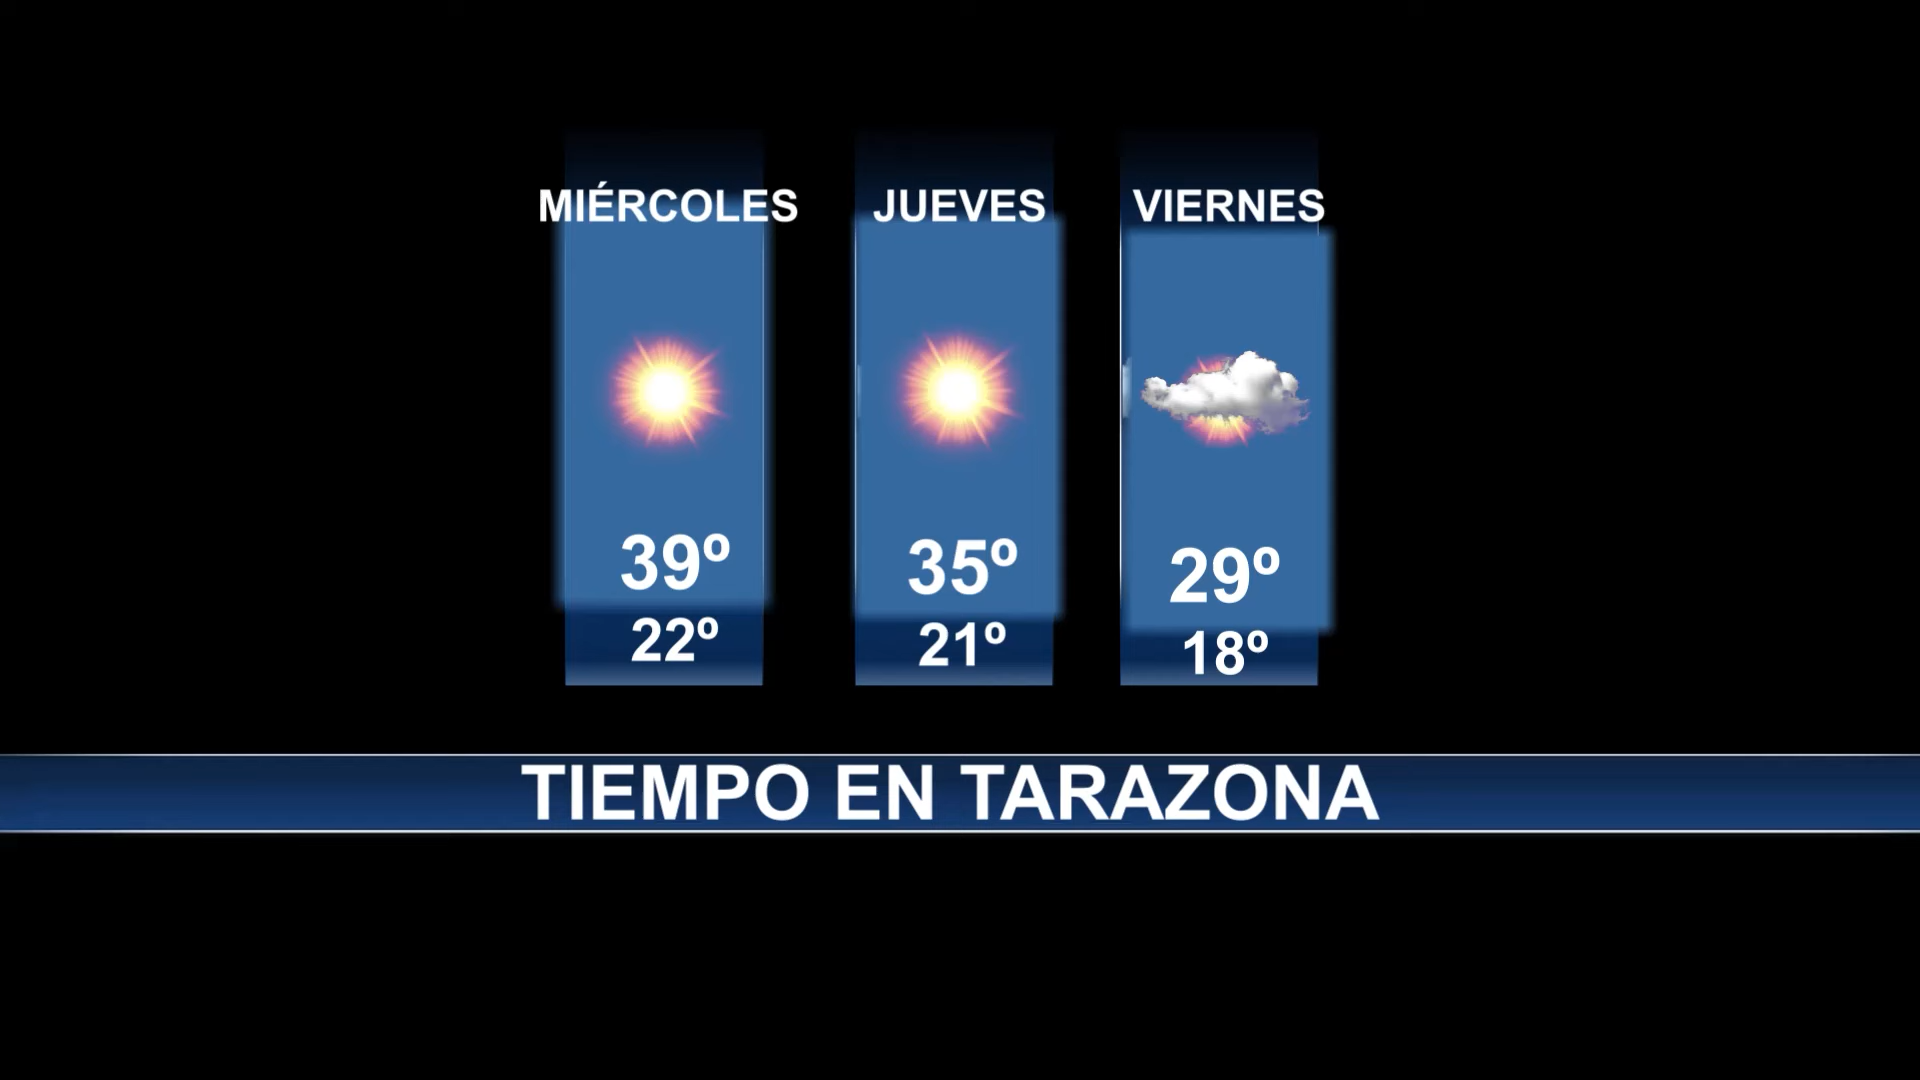 MIÉRCOLES
39º
22º
JUEVES
35º
21º
VIERNES
29º
18º
TIEMPO EN TARAZONA